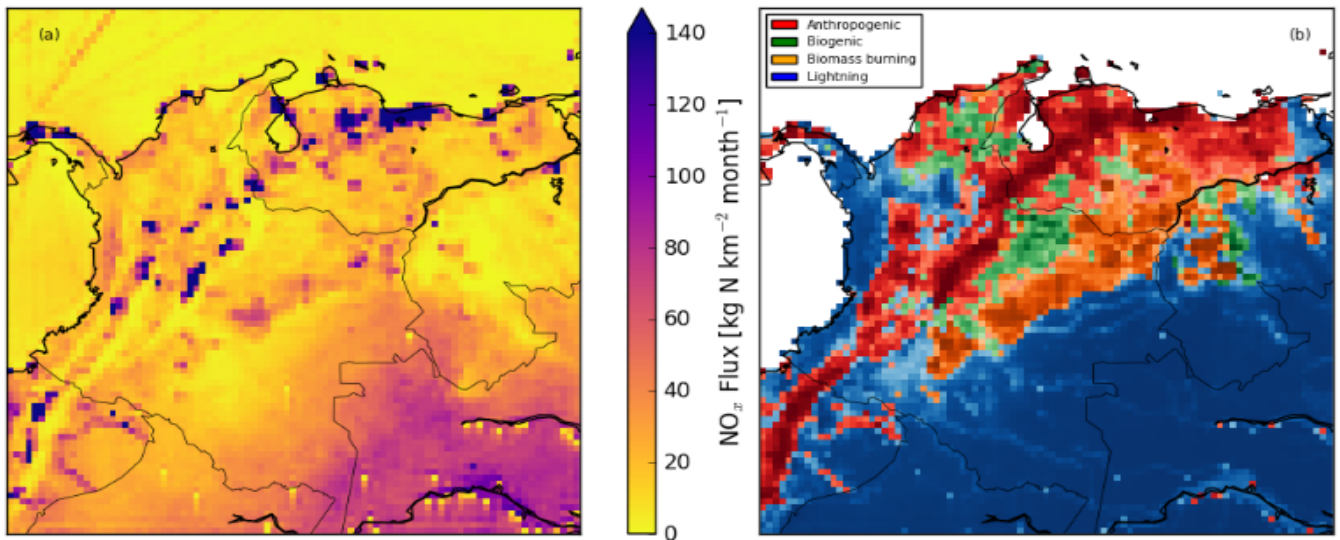 (a)
140
120
100
80
60
40
20
0
NOx Flux [kg N km−2 month−1]
Anthropogenic
Biogenic
Biomass burning
Lightning
(b)